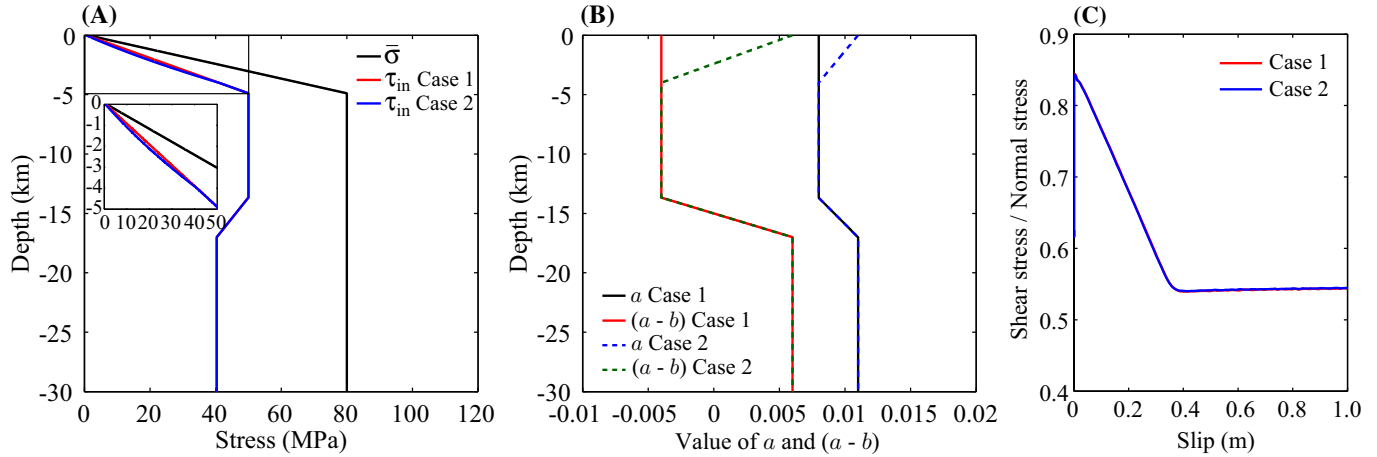 (A)
σ̄
τin Case 1
τin Case 2
0
-5
-10
-15
-20
-25
-30
0
-1
-2
-3
-4
-5
0
10
20
30
40
50
0
20
40
60
80
100
120
Depth (km)
Stress (MPa)
(B)
0
-5
-10
-15
-20
-25
-30
a Case 1
(a - b) Case 1
a Case 2
(a - b) Case 2
-0.01
-0.005
0
0.005
0.01
0.015
0.02
Depth (km)
Value of a and (a - b)
(C)
Case 1
Case 2
0.9
0.8
0.7
0.6
0.5
0.4
0
0.2
0.4
0.6
0.8
1.0
Shear stress / Normal stress
Slip (m)